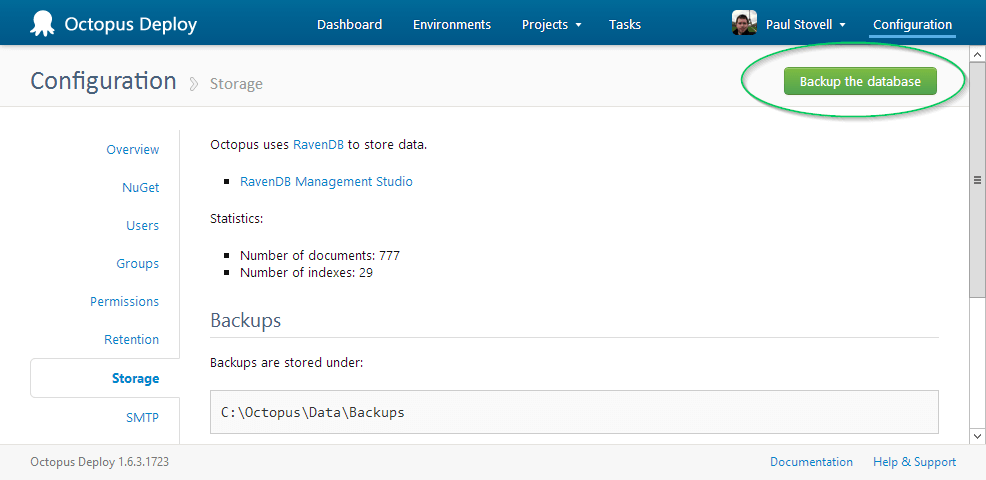 Octopus Deploy
Dashboard
Environments
Projects
Tasks
Paul Stovell
Configuration
Configuration
Storage
Backup the database
Overview
NuGet
Users
Groups
Permissions
Retention
Storage
SMTP
Octopus uses RavenDB to store data.
RavenDB Management Studio
Statistics:
Number of documents: 777
Number of indexes: 29
Backups
Backups are stored under:
C:\Octopus\Data\Backups
Octopus Deploy 1.6.3.1723
Documentation
Help & Support